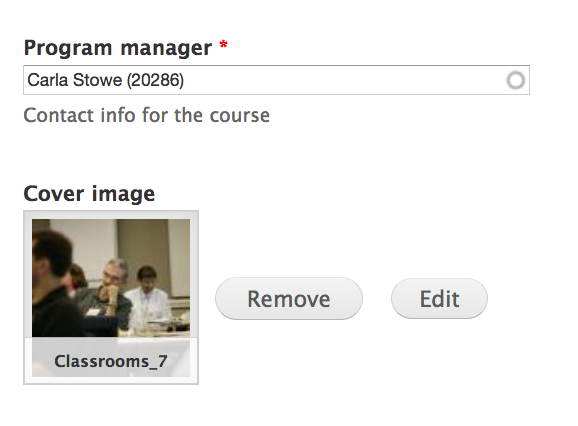 Program manager *
Carla Stowe (20286)
Contact info for the course
Cover image
Classrooms_7
Remove
Edit